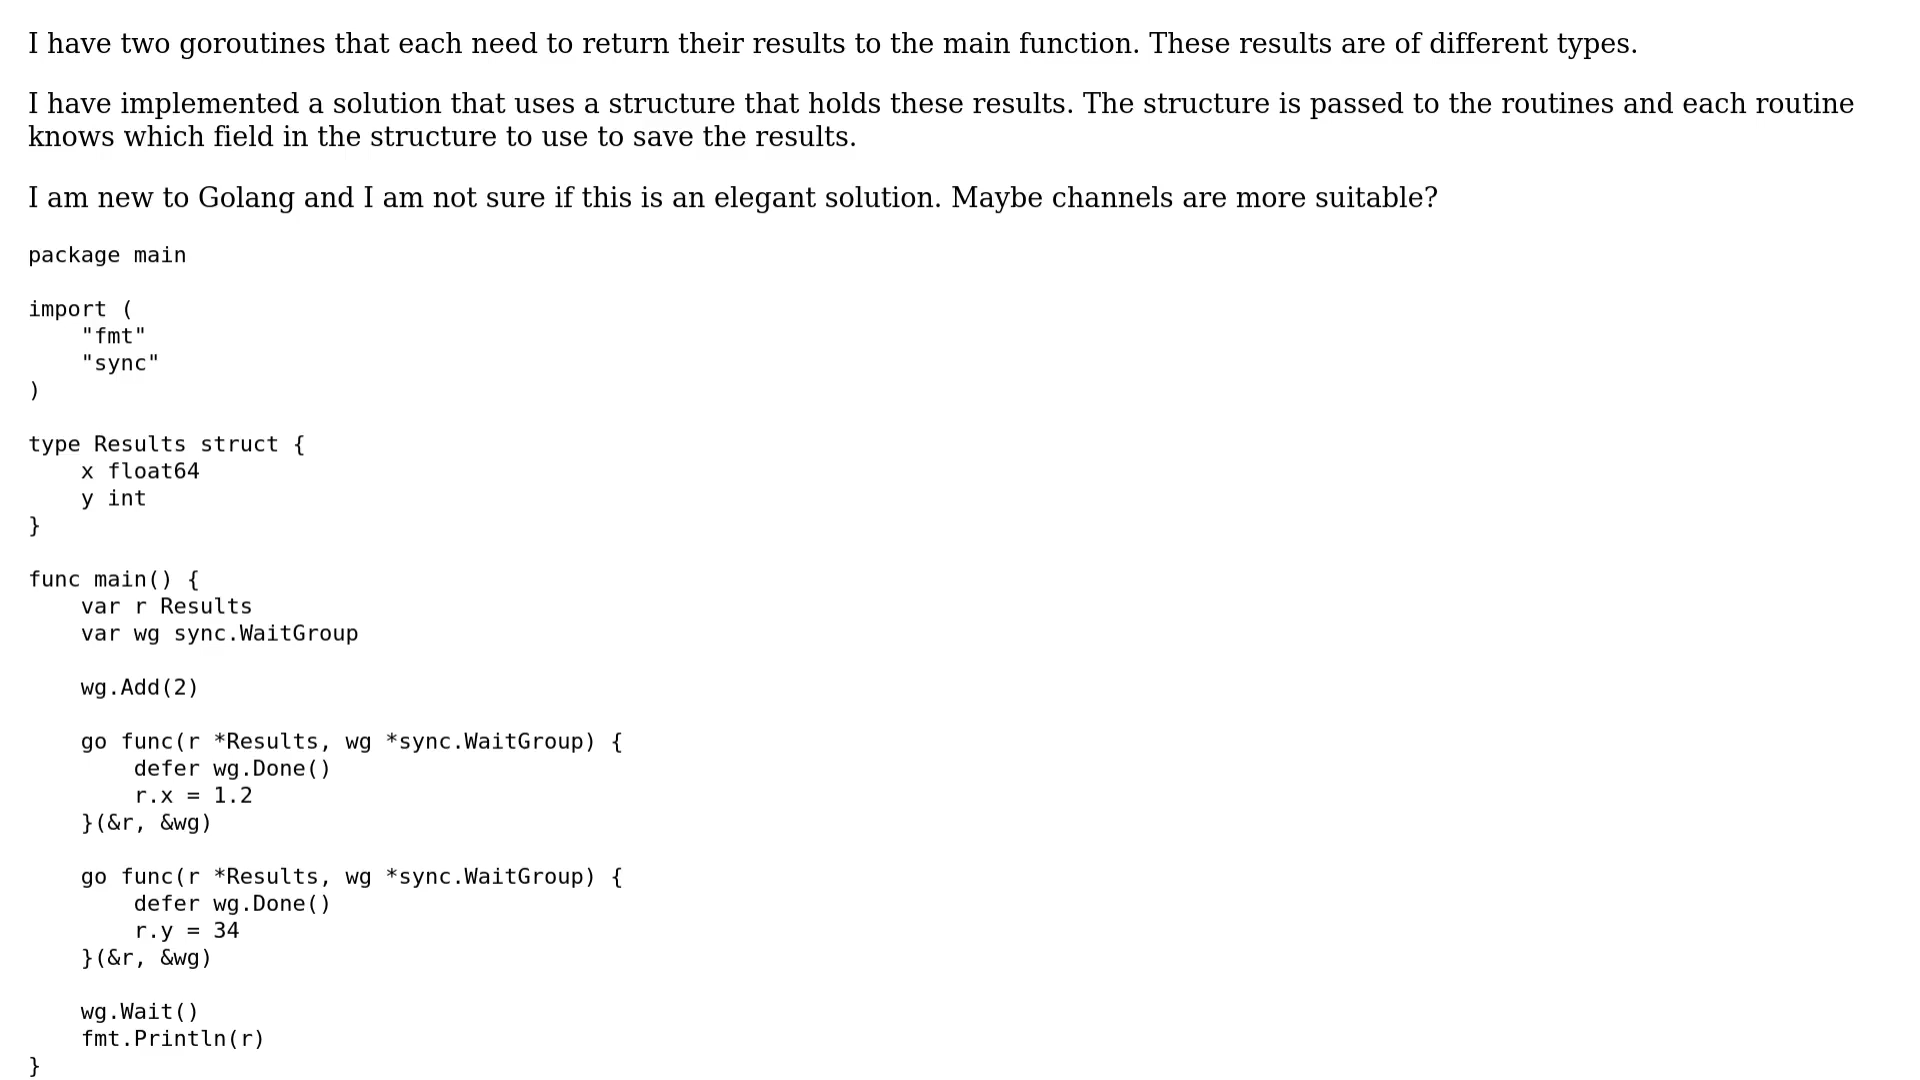 I have two goroutines that each need to return their results to the main function. These results are of different types.
I have implemented a solution that uses a structure that holds these results. The structure is passed to the routines and each routine
knows which field in the structure to use to save the results.
I am new to Golang and I am not sure if this is an elegant solution. Maybe channels are more suitable?
package main
import (
    "fmt"
    "sync"
)
type Results struct {
    x float64
    y int
}
func main() {
    var r Results
    var wg sync.WaitGroup
    wg.Add(2)
    go func(r *Results, wg *sync.WaitGroup) {
        defer wg.Done()
        r.x = 1.2
    }(&r, &wg)
    go func(r *Results, wg *sync.WaitGroup) {
        defer wg.Done()
        r.y = 34
    }(&r, &wg)
    wg.Wait()
    fmt.Println(r)
}